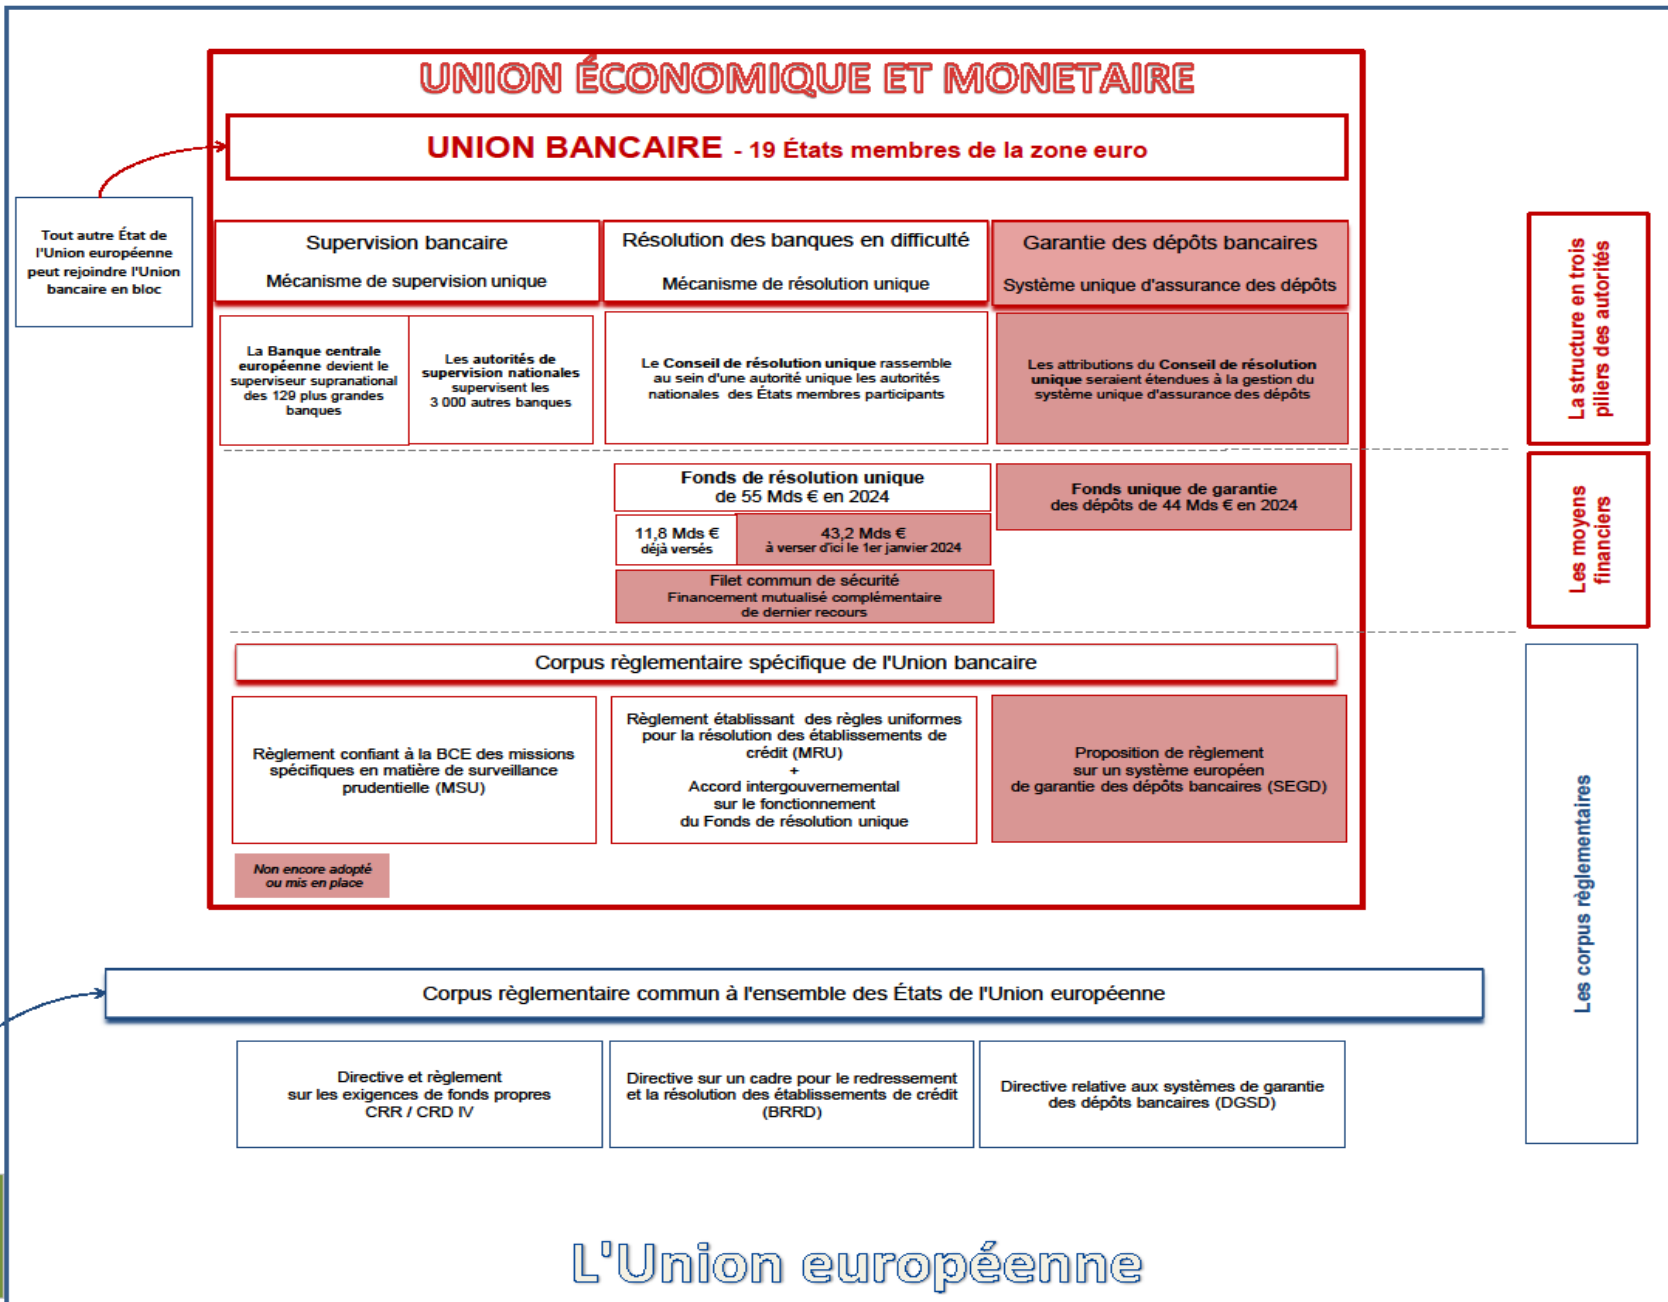 UNION ÉCONOMIQUE ET MONETAIRE
UNION BANCAIRE - 19 États membres de la zone euro
Tout autre État de
l'Union européenne
peut rejoindre l'Union
bancaire en bloc
Supervision bancaire
Mécanisme de supervision unique
Résolution des banques en difficulté
Mécanisme de résolution unique
Garantie des dépôts bancaires
Système unique d'assurance des dépôts
La Banque centrale
européenne devient le
superviseur supranational
des 129 plus grandes
banques
Les autorités de
supervision nationales
supervisent les
3 000 autres banques
Le Conseil de résolution unique rassemble
au sein d'une autorité unique les autorités
nationales des États membres participants
Les attributions du Conseil de résolution
unique seraient étendues à la gestion du
système unique d'assurance des dépôts
La structure en trois
piliers des autorités
Fonds de résolution unique
de 55 Mds € en 2024
11,8 Mds €
déjà versés
43,2 Mds €
à verser d'ici le 1er janvier 2024
Filet commun de sécurité
Financement mutualisé complémentaire
de dernier recours
Fonds unique de garantie
des dépôts de 44 Mds € en 2024
Les moyens
financiers
Corpus règlementaire spécifique de l'Union bancaire
Règlement confiant à la BCE des missions
spécifiques en matière de surveillance
prudentielle (MSU)
Règlement établissant des règles uniformes
pour la résolution des établissements de
crédit (MRU)
+
Accord intergouvernemental
sur le fonctionnement
du Fonds de résolution unique
Proposition de règlement
sur un système européen
de garantie des dépôts bancaires (SEGD)
Non encore adopté
ou mis en place
Les corpus règlementaires
Corpus règlementaire commun à l'ensemble des États de l'Union européenne
Directive et règlement
sur les exigences de fonds propres
CRR / CRD IV
Directive sur un cadre pour le redressement
et la résolution des établissements de crédit
(BRRD)
Directive relative aux systèmes de garantie
des dépôts bancaires (DGSD)
L'Union européenne